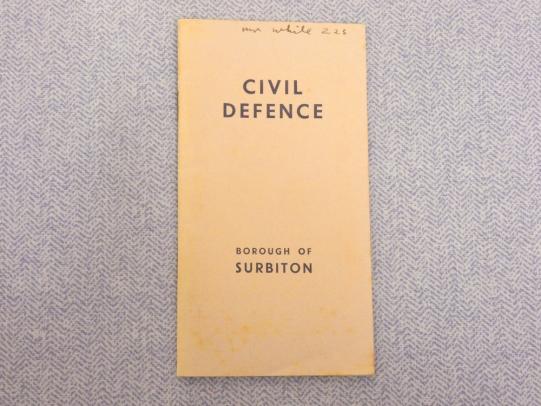 mr white 225
CIVIL
DEFENCE
BOROUGH OF
SURBITON